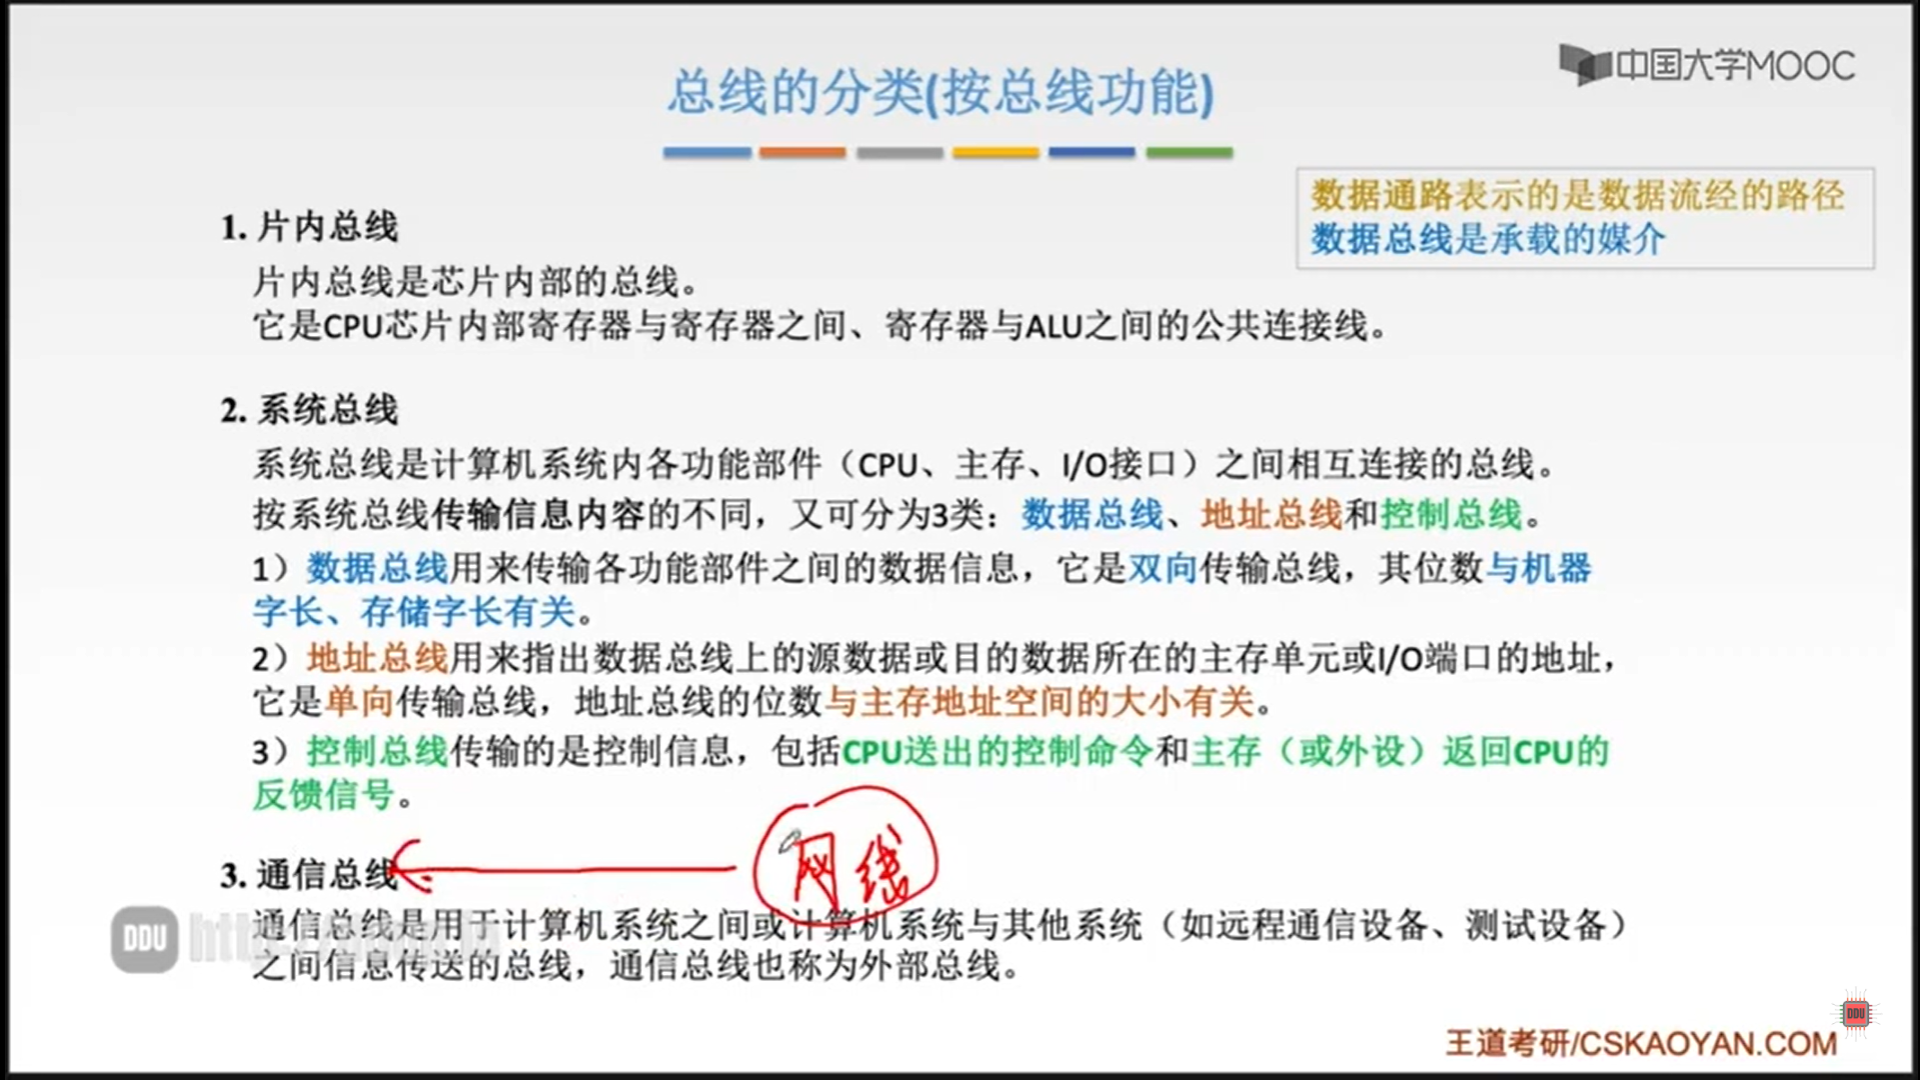 中国大学MOOC
总线的分类(按总线功能)
数据通路表示的是数据流经的路径
数据总线是承载的媒介
1. 片内总线
片内总线是芯片内部的总线。
它是CPU芯片内部寄存器与寄存器之间、寄存器与ALU之间的公共连接线。
2. 系统总线
系统总线是计算机系统内各功能部件（CPU、主存、I/O接口）之间相互连接的总线。
按系统总线传输信息内容的不同，又可分为3类：数据总线、地址总线和控制总线。
1）数据总线用来传输各功能部件之间的数据信息，它是双向传输总线，其位数与机器
字长、存储字长有关。
2）地址总线用来指出数据总线上的源数据或目的数据所在的主存单元或I/O端口的地址，
它是单向传输总线，地址总线的位数与主存地址空间的大小有关。
3）控制总线传输的是控制信息，包括CPU送出的控制命令和主存（或外设）返回CPU的
反馈信号。
网线
3. 通信总线
通信总线是用于计算机系统之间或计算机系统与其他系统（如远程通信设备、测试设备）
之间信息传送的总线，通信总线也称为外部总线。
DDU
DDU
王道考研/CSKAOYAN.COM